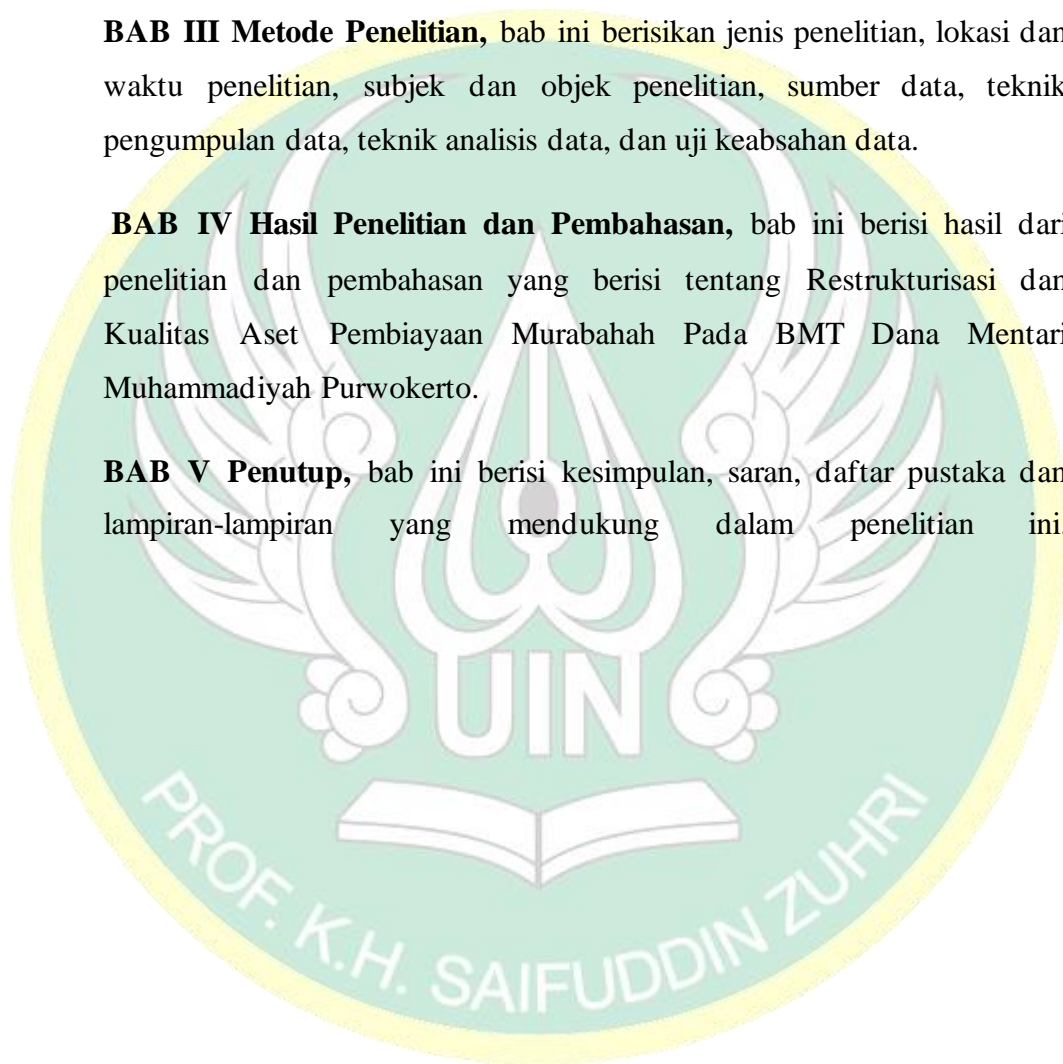 BAB III Metode Penelitian, bab ini berisikan jenis penelitian, lokasi dan
waktu penelitian, subjek dan objek penelitian, sumber data, teknik
pengumpulan data, teknik analisis data, dan uji keabsahan data.
BAB IV Hasil Penelitian dan Pembahasan, bab ini berisi hasil dari
penelitian dan pembahasan yang berisi tentang Restrukturisasi dan
Kualitas Aset Pembiayaan Murabahah Pada BMT Dana Mentari
Muhammadiyah Purwokerto.
BAB V Penutup, bab ini berisi kesimpulan, saran, daftar pustaka dan
lampiran-lampiran yang mendukung dalam penelitian ini.
UIN
PROF. K.H. SAIFUDDIN ZUHRI